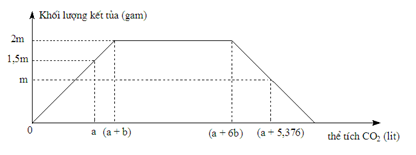 Khối lượng kết tủa (gam)
2m
1,5m
m
0
a
(a + b)
(a + 6b)
(a + 5,376)
thể tích CO2 (lit)